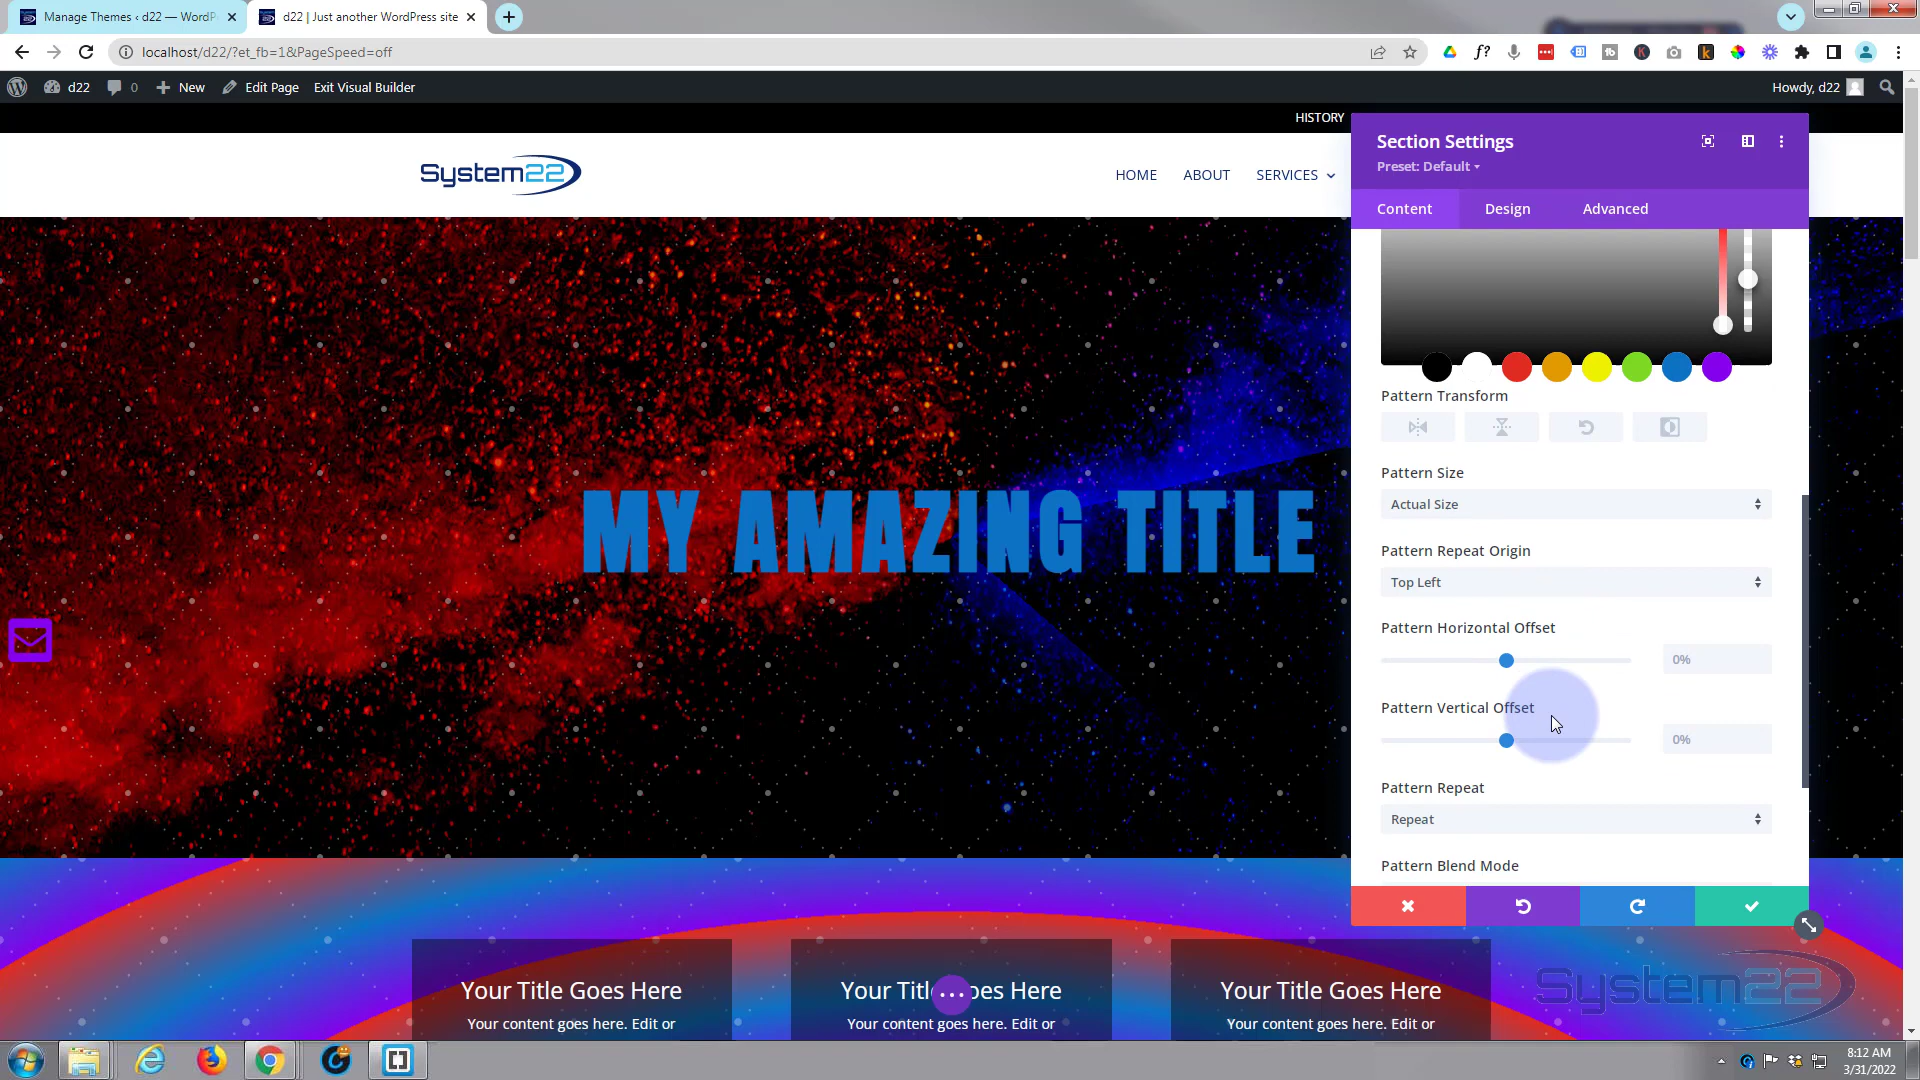 Manage Themes ‹ d22 — WordP
d22 | Just another WordPress site
localhost/d22/?et_fb=1&PageSpeed=off
d22
0
New
Edit Page
Exit Visual Builder
Howdy, d22
HISTORY
System22
HOME
ABOUT
SERVICES
Section Settings
Preset: Default
Content
Design
Advanced
Pattern Transform
Pattern Size
Actual Size
Pattern Repeat Origin
Top Left
Pattern Horizontal Offset
0%
Pattern Vertical Offset
0%
Pattern Repeat
Repeat
Pattern Blend Mode
MY AMAZING TITLE
Your Title Goes Here
Your content goes here. Edit or
Your Titl oes Here
Your content goes here. Edit or
Your Title Goes Here
Your content goes here. Edit or
System22
8:12 AM
3/31/2022